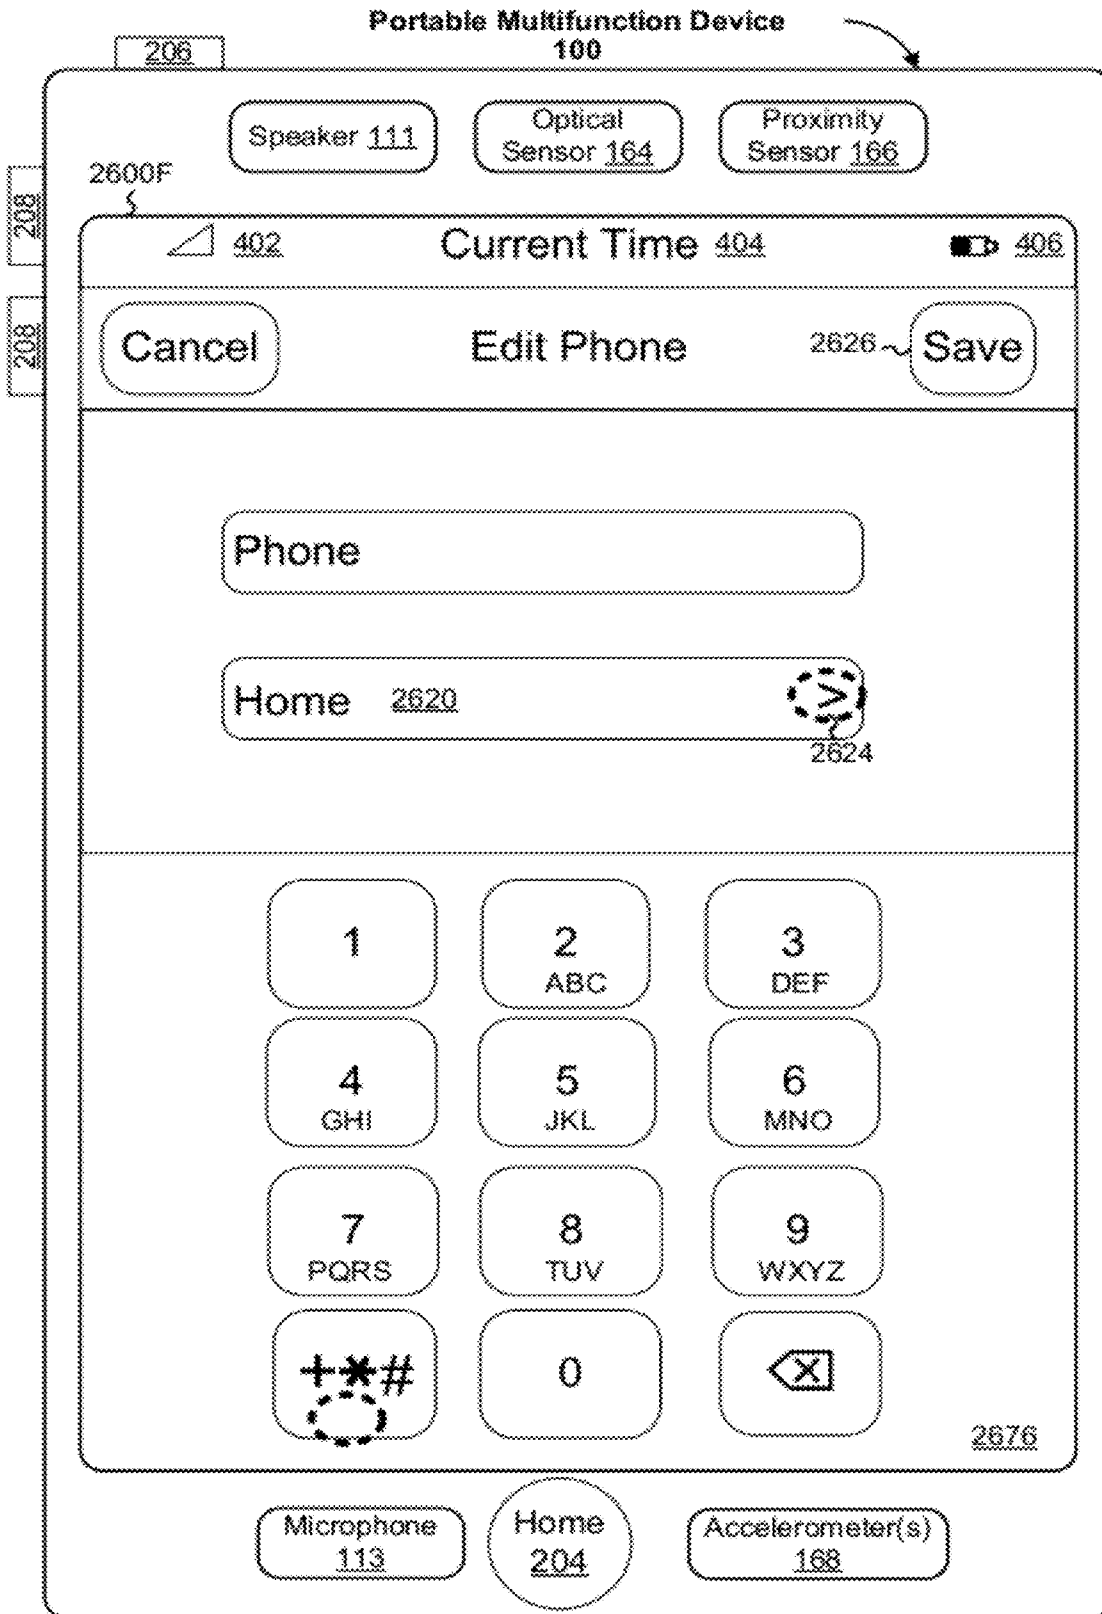 Portable Multifunction Device
100
206
Speaker 111
Optical
Sensor 164
Proximity
Sensor 166
2600F
208
402
Current Time 404
406
208
Cancel
Edit Phone
2626
Save
Phone
Home 2620 >
2624
1
2
ABC
3
DEF
4
GHI
5
JKL
6
MNO
7
PQRS
8
TUV
9
WXYZ
+*#
0
X
2676
Microphone
113
Home
204
Accelerometer(s)
168